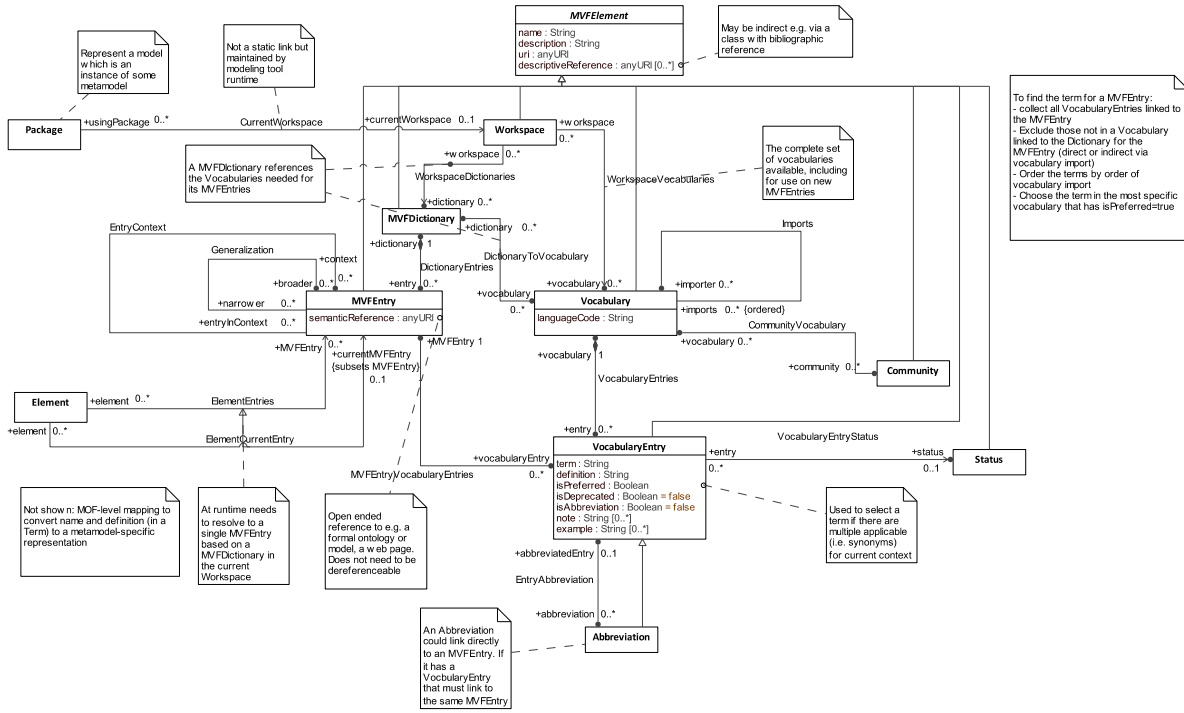 MVFElement
name : String
description : String
uri : anyURI
descriptiveReference : anyURI [0..*]
May be indirect e.g. via a
class with bibliographic
reference
Represent a model
which is an
instance of some
metamodel
Not a static link but
maintained by
modeling tool
runtime
To find the term for a MVFEntry:
- collect all VocabularyEntries linked to
the MVFEntry
- Exclude those not in a Vocabulary
linked to the Dictionary for the
MVFEntry (direct or indirect via
vocabulary import)
- Order the terms by order of
vocabulary import
- Choose the term in the most specific
vocabulary that has isPreferred=true
Package
+usingPackage 0..*
CurrentWorkspace
+currentWorkspace 0..1
Workspace
+workspace
0..*
+workspace 0..*
WorkspaceDictionaries
A MVFDIctionary references
the Vocabularies needed for
its MVFEntries
The complete set
of vocabularies
available, including
for use on new
MVFEntries
WorkspaceVocabularies
+dictionary 0..*
MVFDictionary
+dictionary 0..*
+dictionary 1
DictionaryToVocabulary
DictionaryEntries
EntryContext
Generalization
+context
0..*
+broader 0..*
+entry 0..*
+narrower 0..*
+entryInContext 0..*
MVFEntry
semanticReference : anyURI
+vocabulary
0..*
+vocabulary 0..*
Vocabulary
languageCode : String
Imports
+importer 0..*
+imports 0..* {ordered}
CommunityVocabulary
+vocabulary 0..*
+community 0..*
Community
+MVFEntry 0..*
+currentMVFEntry
{subsets MVFEntry}
0..1
+MVFEntry 1
+vocabulary 1
VocabularyEntries
Element
+element 0..*
ElementEntries
+element 0..*
ElementCurrentEntry
+entry 0..*
VocabularyEntry
term : String
definition : String
isPreferred : Boolean
isDeprecated : Boolean = false
isAbbreviation : Boolean = false
note : String [0..*]
example : String [0..*]
+vocabularyEntry
0..*
MVFEntryVocabularyEntries
VocabularyEntryStatus
+entry
0..*
+status
0..1
Status
Not shown: MOF-level mapping to
convert name and definition (in a
Term) to a metamodel-specific
representation
At runtime needs
to resolve to a
single MVFEntry
based on a
MVFDictionary in
the current
Workspace
Open ended
reference to e.g. a
formal ontology or
model, a web page.
Does not need to be
dereferenceable
Used to select a
term if there are
multiple applicable
(i.e. synonyms)
for current context
+abbreviatedEntry 0..1
EntryAbbreviation
+abbreviation 0..*
Abbreviation
An Abbreviation
could link directly
to an MVFEntry. If
it has a
VocbularyEntry
that must link to
the same MVFEntry